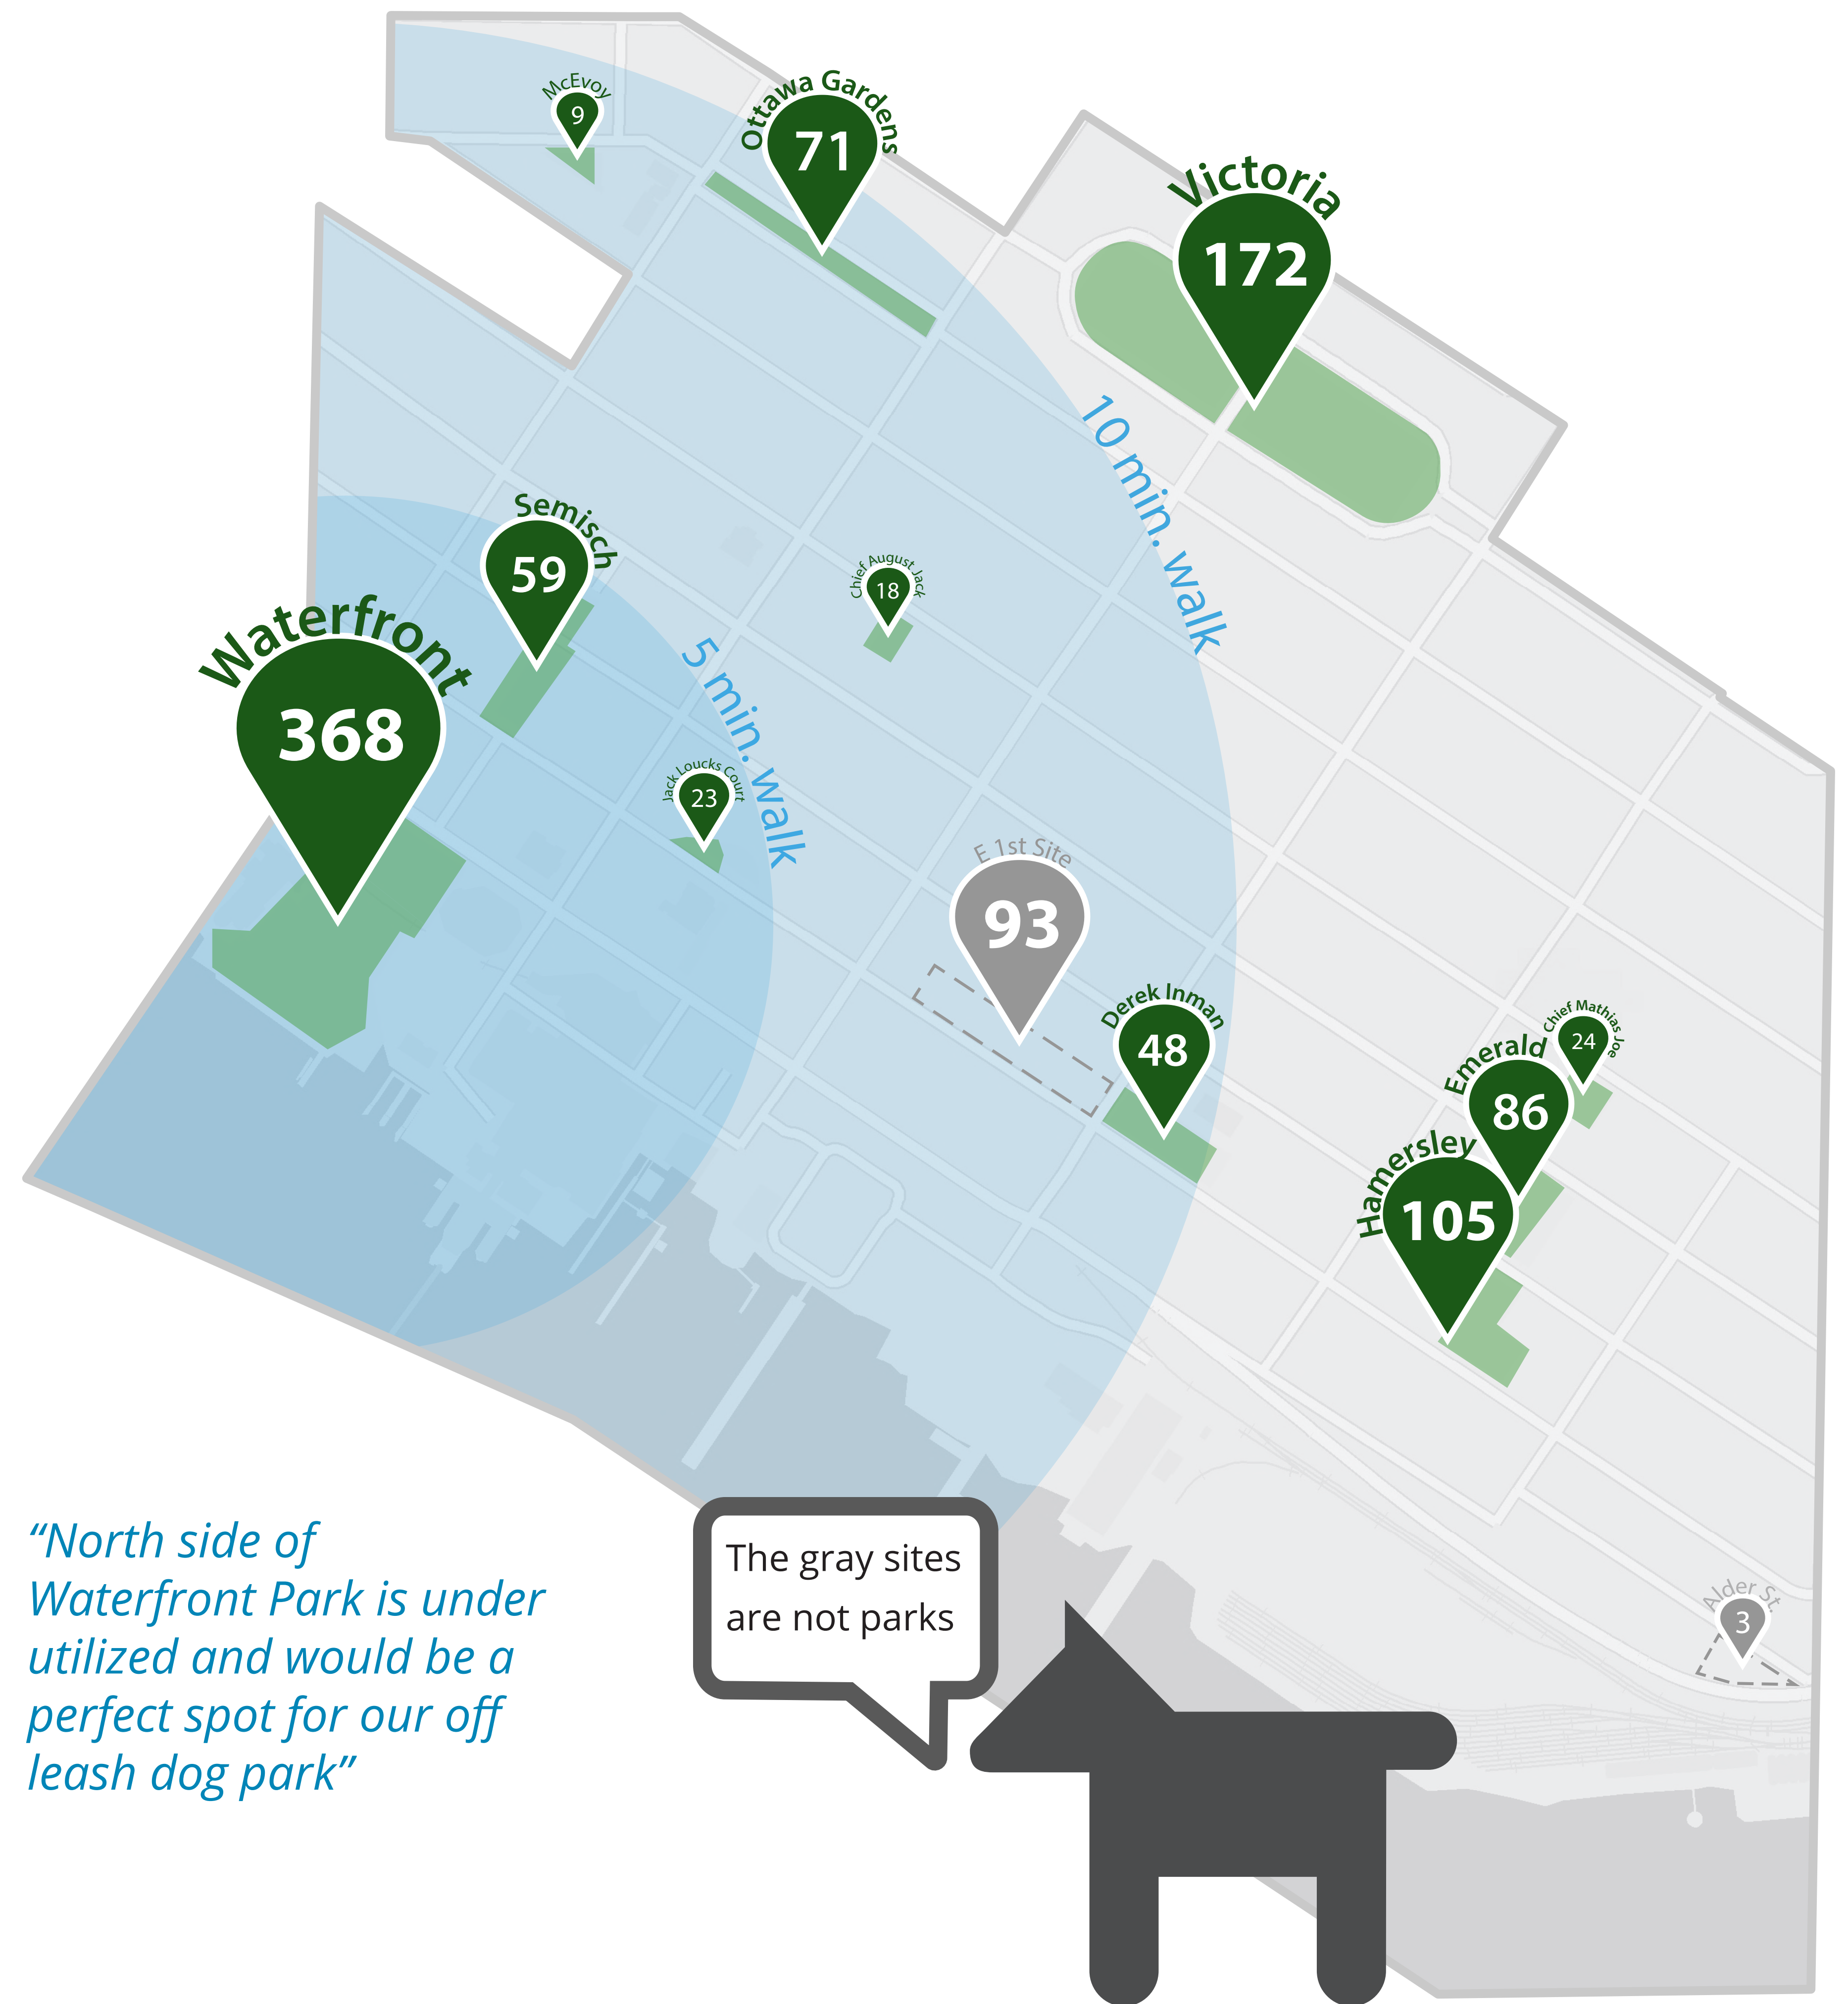 McEvoy
9
Ottawa Gardens
71
Victoria
172
10 min. walk
Semisch
59
Chief August Jack
18
Waterfront
368
5 min. walk
Jack Loucks Court
23
E 1st Site
93
Derek Inman
48
Chief Mathias Joe
24
Emerald
86
Hamersley
105
“North side of
Waterfront Park is under
utilized and would be a
perfect spot for our off
leash dog park”
The gray sites
are not parks
Alder St.
3